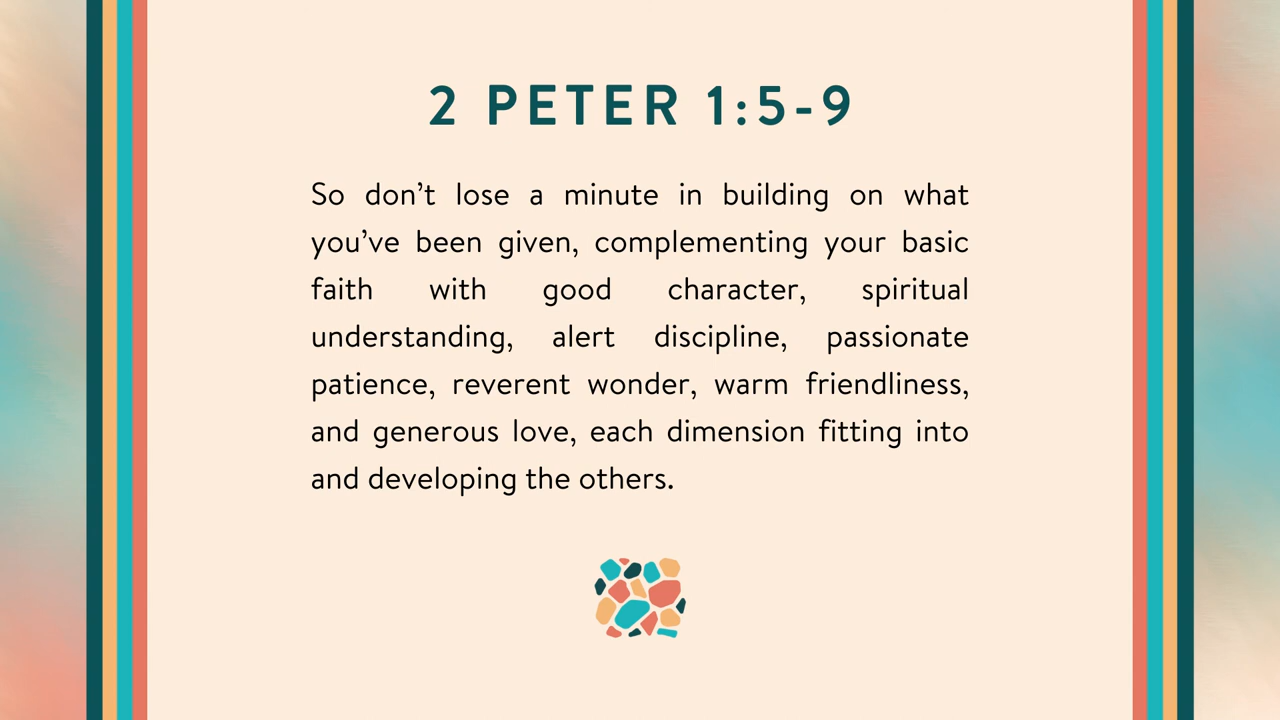 2 PETER 1:5-9
So don’t lose a minute in building on what
you’ve been given, complementing your basic
faith with good character, spiritual
understanding, alert discipline, passionate
patience, reverent wonder, warm friendliness,
and generous love, each dimension fitting into
and developing the others.